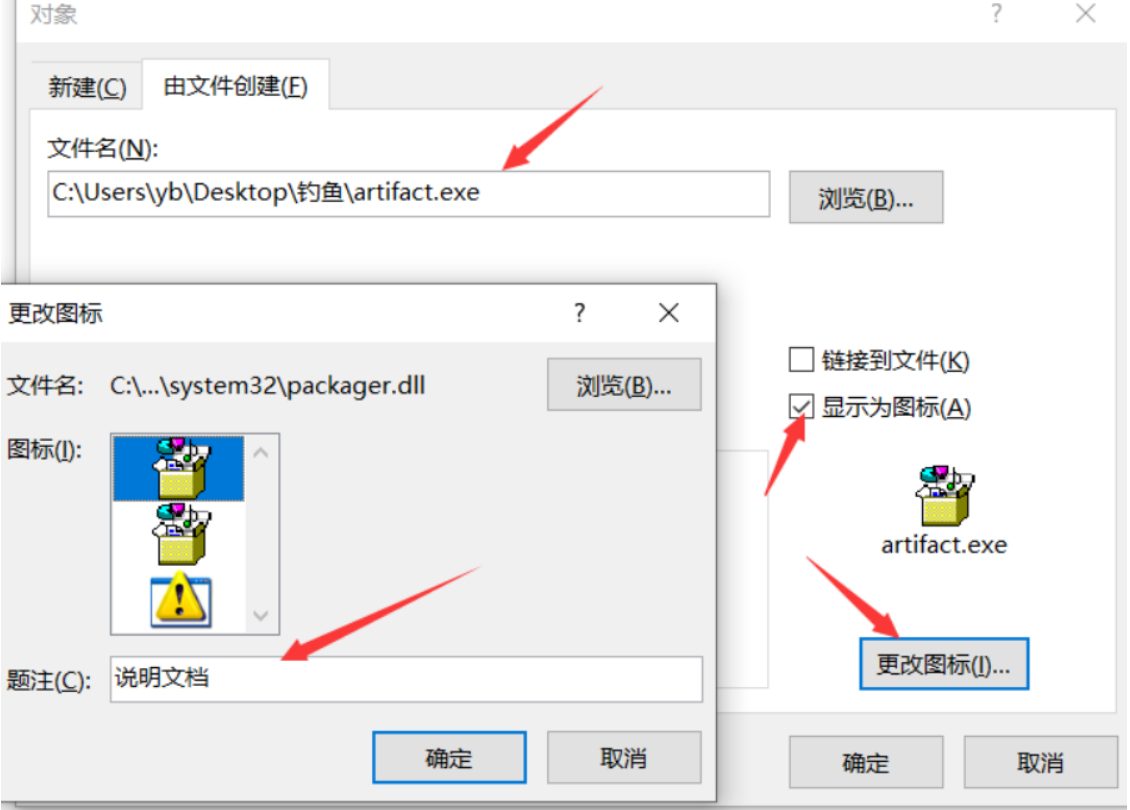 对象
新建(C)
由文件创建(F)
文件名(N):
C:\Users\yb\Desktop\钓鱼\artifact.exe
浏览(B)...
更改图标
文件名: C:\...\system32\packager.dll
浏览(B)...
图标(I):
题注(C): 说明文档
确定
取消
链接到文件(K)
显示为图标(A)
artifact.exe
更改图标(I)...
确定
取消